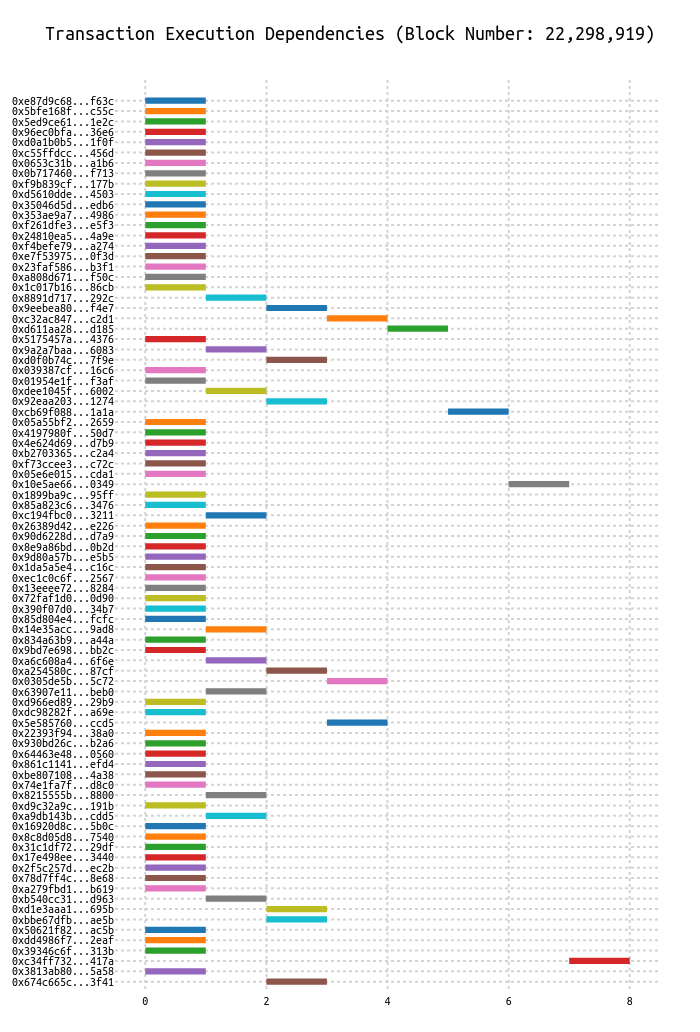 Transaction Execution Dependencies (Block Number: 22,298,919)
0xe87d9c68...f63c
0x5bfe168f...c55c
0x5ed9ce61...1e2c
0x96ec0bfa...36e6
0xd0a1b0b5...1f0f
0xc55ffdcc...456d
0x0653c31b...a1b6
0x0b717460...f713
0xf9b839cf...177b
0xd5610dde...4503
0x35046d5d...edb6
0x353ae9a7...4986
0xf261dfe3...e5f3
0x24810ea5...4a9e
0xf4befe79...a274
0xe7f53975...0f3d
0x23faf586...b3f1
0xa808d671...f50c
0x1c017b16...86cb
0x8891d717...292c
0x9eebea80...f4e7
0xc32ac847...c2d1
0xd611aa28...d185
0x5175457a...4376
0x9a2a7baa...6083
0xd0f0b74c...7f9e
0x039387cf...16c6
0x01954e1f...f3af
0xdee1045f...6002
0x92eaa203...1274
0xcb69f088...1a1a
0x05a55bf2...2659
0x4197980f...50d7
0x4e624d69...d7b9
0xb2703365...c2a4
0xf73ccee3...c72c
0x05e6e015...cda1
0x10e5ae66...0349
0x1899ba9c...95ff
0x85a823c6...3476
0xc194fbc0...3211
0x26389d42...e226
0x90d6228d...d7a9
0x8e9a86bd...0b2d
0x9d80a57b...e5b5
0x1da5a5e4...c16c
0xec1c0c6f...2567
0x13eeee72...8284
0x72faf1d0...0d90
0x390f07d0...34b7
0x85d804e4...fcfc
0x14e35acc...9ad8
0x834a63b9...a44a
0x9bd7e698...bb2c
0xa6c608a4...6f6e
0xa254580c...87cf
0x0305de5b...5c72
0x63907e11...beb0
0xd966ed89...29b9
0xdc98282f...a69e
0x5e585760...ccd5
0x22393f94...38a0
0x930bd26c...b2a6
0x64463e48...0560
0x861c1141...efd4
0xbe807108...4a38
0x74e1fa7f...d8c0
0x8215555b...8800
0xd9c32a9c...191b
0xa9db143b...cdd5
0x16920d8c...5b0c
0x8c8d05d8...7540
0x31c1df72...29df
0x17e498ee...3440
0x2f5c257d...ec2b
0x78d7ff4c...8e68
0xa279fbd1...b619
0xb540cc31...d963
0xd1e3aaa1...695b
0xbbe67dfb...ae5b
0x50621f82...ac5b
0xdd4986f7...2eaf
0x39346c6f...313b
0xc34ff732...417a
0x3813ab80...5a58
0x674c665c...3f41
0 2 4 6 8